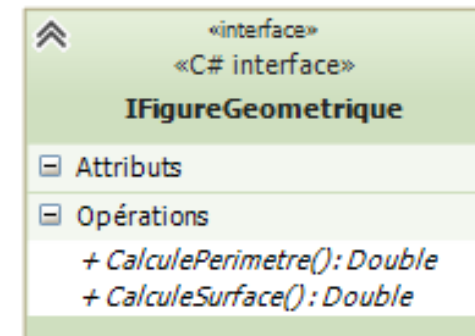 «interface»
«C# interface»
IFigureGeometrique
Attributs
Opérations
+ CalculePerimetre(): Double
+ CalculeSurface() : Double